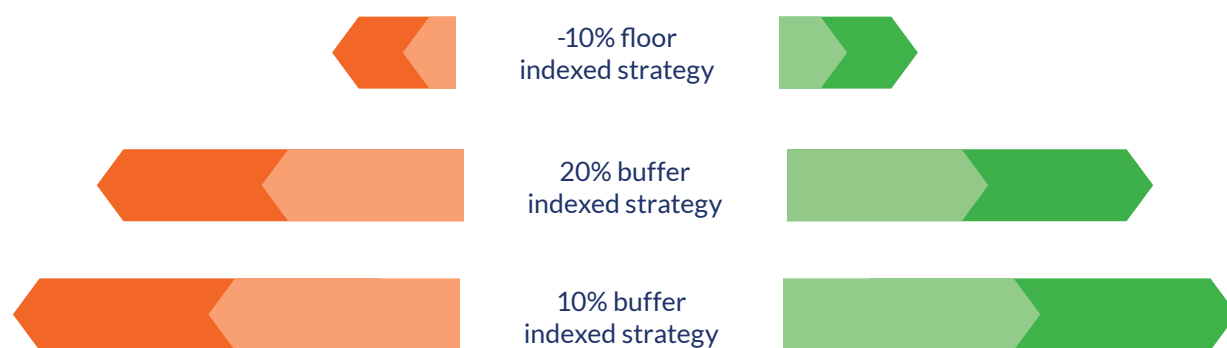 -10% floor
indexed strategy
20% buffer
indexed strategy
10% buffer
indexed strategy